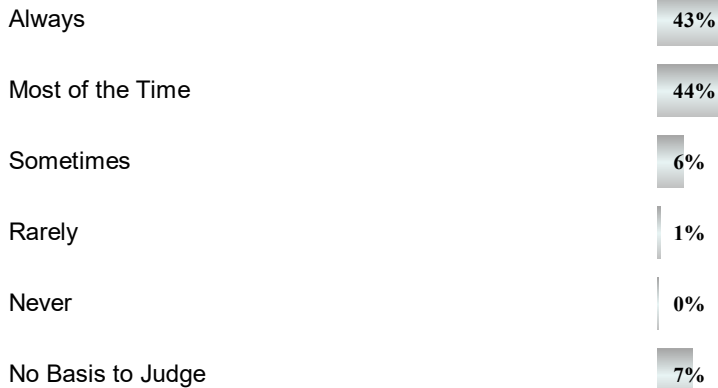 Always 43%
Most of the Time 44%
Sometimes 6%
Rarely 1%
Never 0%
No Basis to Judge 7%